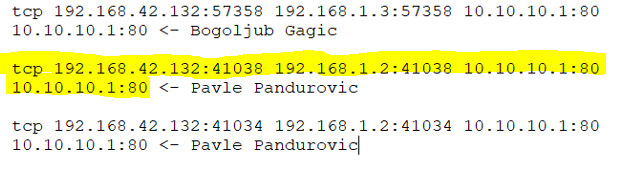 tcp 192.168.42.132:57358 192.168.1.3:57358 10.10.10.1:80
10.10.10.1:80 <- Bogoljub Gagic
tcp 192.168.42.132:41038 192.168.1.2:41038 10.10.10.1:80
10.10.10.1:80 <- Pavle Pandurovic
tcp 192.168.42.132:41034 192.168.1.2:41034 10.10.10.1:80
10.10.10.1:80 <- Pavle Pandurovic